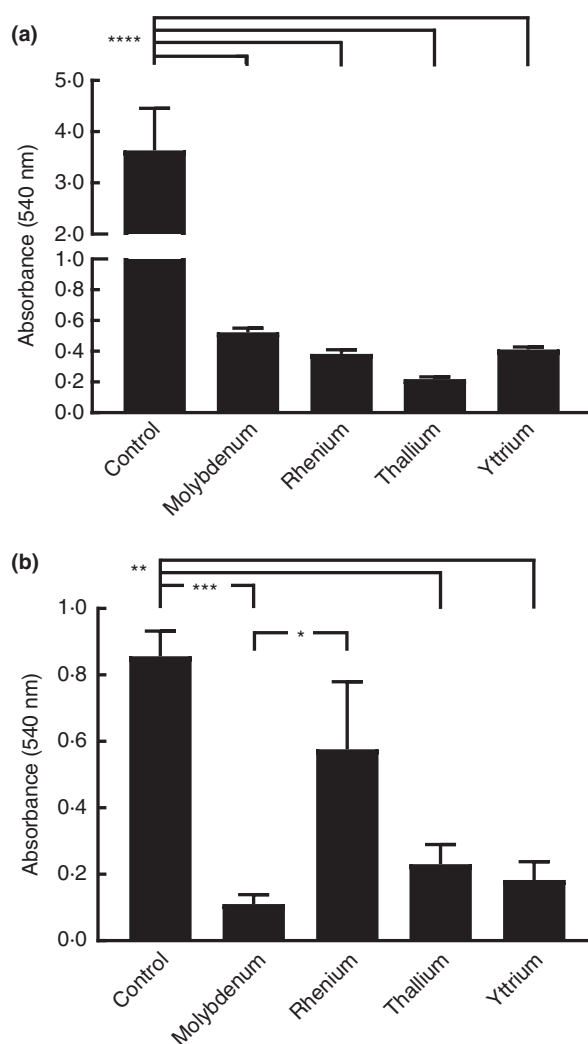 (a)
****
5·0
4·0
3·0
2·0
1·0
0·8
0·6
0·4
0·2
0·0
Absorbance (540 nm)
Control
Molybdenum
Rhenium
Thallium
Yttrium
(b)
**
***
*
1·0
0·8
0·6
0·4
0·2
0·0
Absorbance (540 nm)
Control
Molybdenum
Rhenium
Thallium
Yttrium